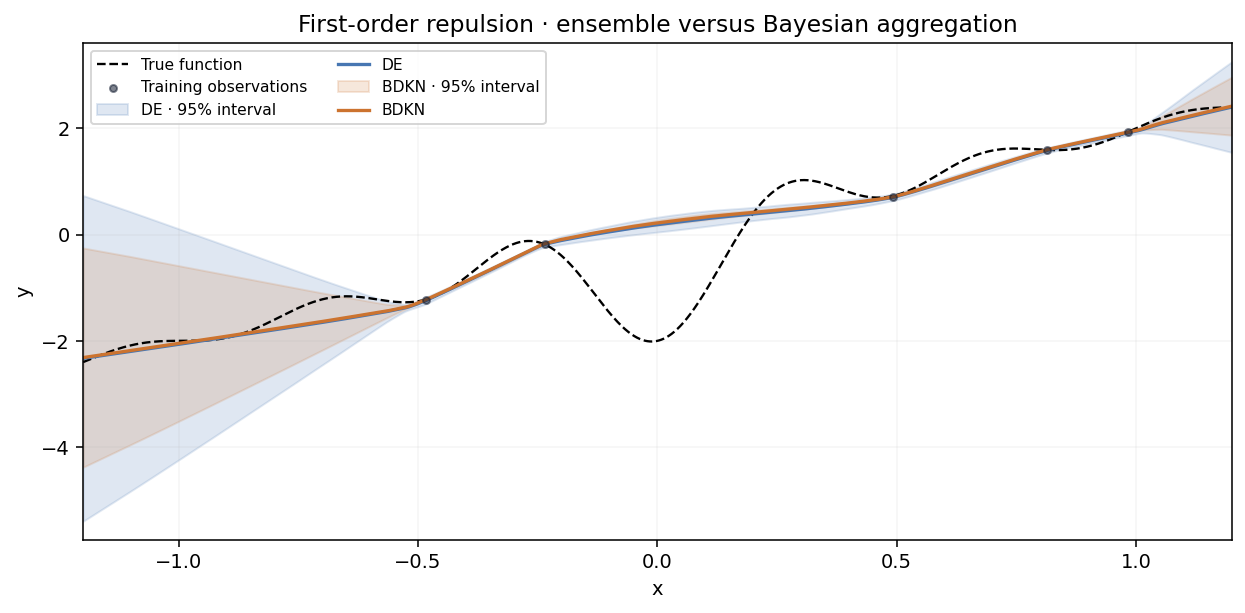 First-order repulsion · ensemble versus Bayesian aggregation
True function
Training observations
DE · 95% interval
DE
BDKN · 95% interval
BDKN
y
2
0
−2
−4
−1.0
−0.5
0.0
0.5
1.0
x